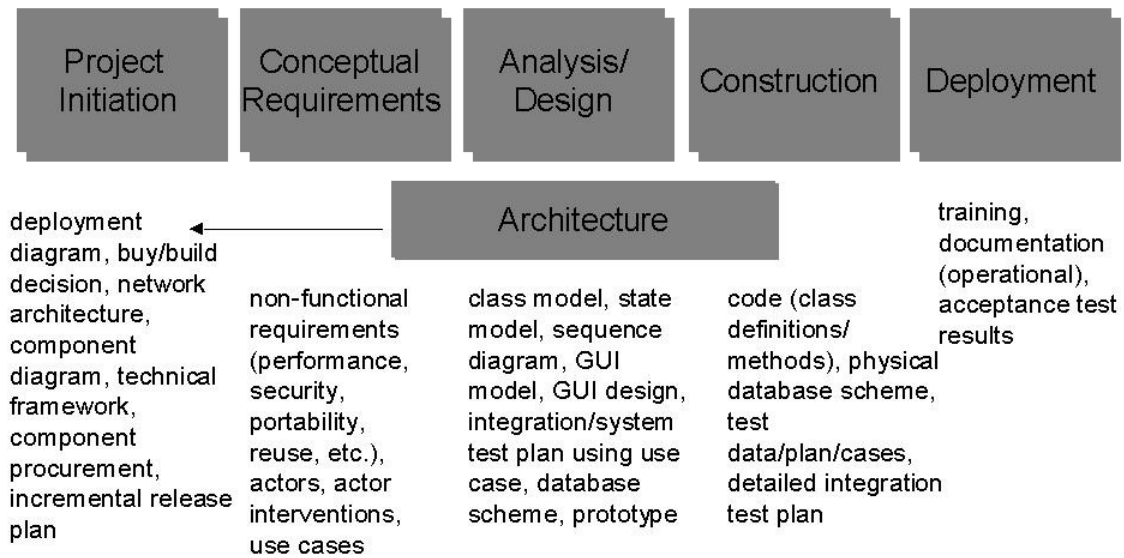 Project
Initiation
Conceptual
Requirements
Analysis/
Design
Construction
Deployment
Architecture
deployment
diagram, buy/build
decision, network
architecture,
component
diagram, technical
framework,
component
procurement,
incremental release
plan
non-functional
requirements
(performance,
security,
portability,
reuse, etc.),
actors, actor
interventions,
use cases
class model, state
model, sequence
diagram, GUI
model, GUI design,
integration/system
test plan using use
case, database
scheme, prototype
code (class
definitions/
methods), physical
database scheme,
test
data/plan/cases,
detailed integration
test plan
training,
documentation
(operational),
acceptance test
results